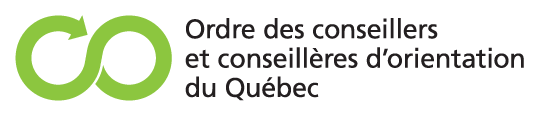 Ordre des conseillers
et conseillères d'orientation
du Québec